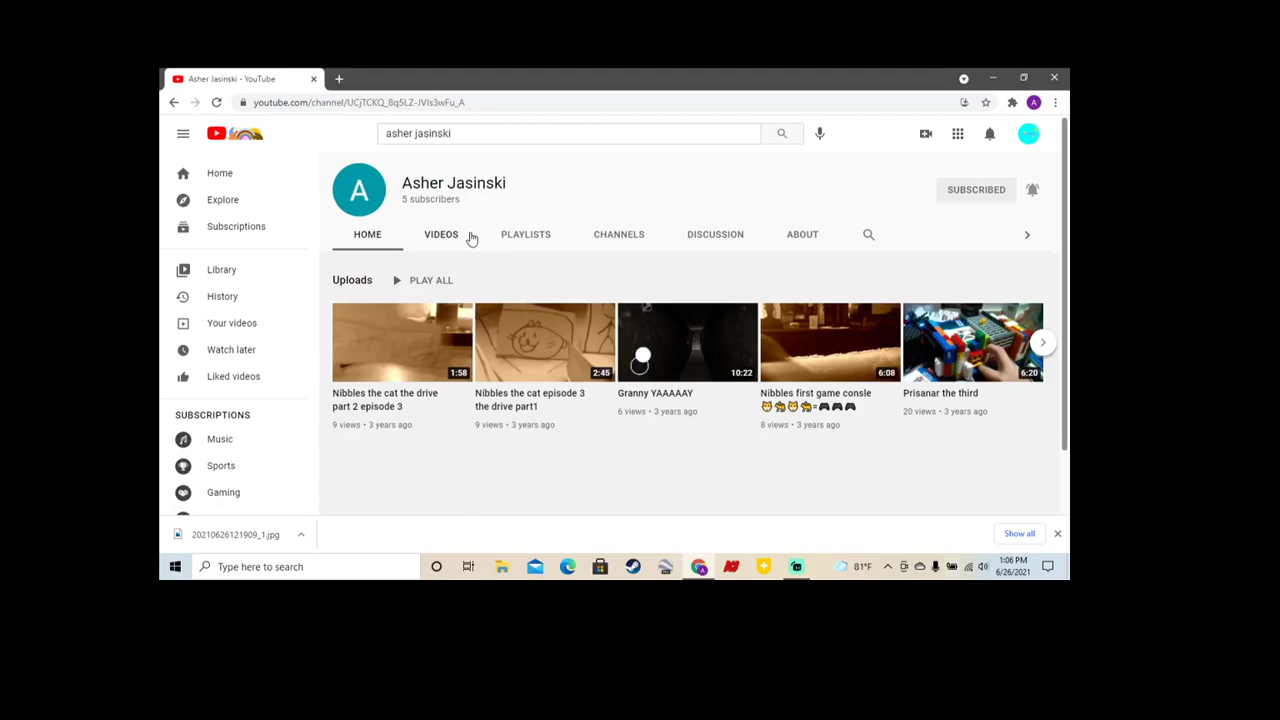 Asher Jasinski - YouTube
youtube.com/channel/UCjTCKQ_8q5LZ-JVIs3wFu_A
A
asher jasinski
Home
Explore
Subscriptions
Library
History
Your videos
Watch later
Liked videos
SUBSCRIPTIONS
Music
Sports
Gaming
A
Asher Jasinski
5 subscribers
SUBSCRIBED
HOME VIDEOS PLAYLISTS CHANNELS DISCUSSION ABOUT
Uploads PLAY ALL
1:58
Nibbles the cat the drive
part 2 episode 3
9 views • 3 years ago
2:45
Nibbles the cat episode 3
the drive part1
9 views • 3 years ago
10:22
Granny YAAAAAY
6 views • 3 years ago
6:08
Nibbles first game consle
🐱🐅🐱🐅=🎮🎮🎮
8 views • 3 years ago
6:20
Prisanar the third
20 views • 3 years ago
20210626121909_1.jpg
Show all
Type here to search
81°F
1:06 PM
6/26/2021